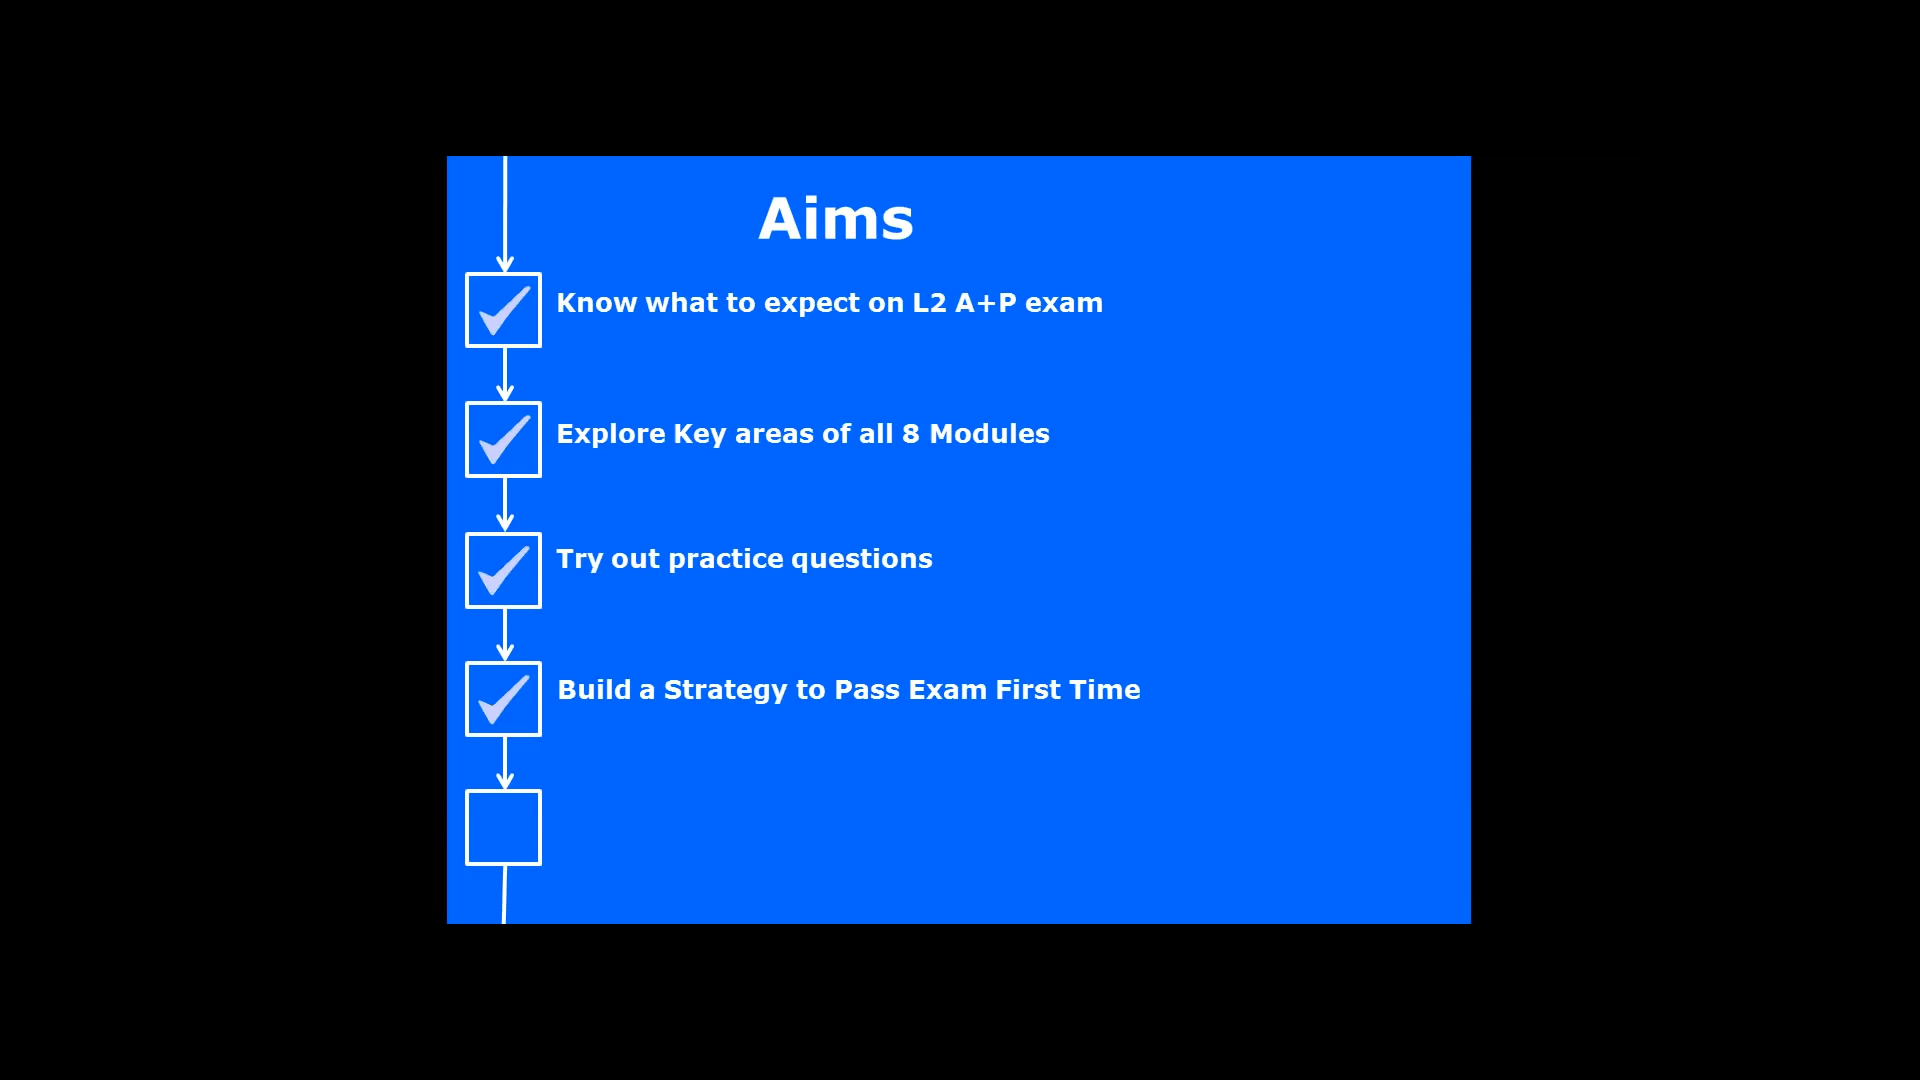 Aims
Know what to expect on L2 A+P exam
Explore Key areas of all 8 Modules
Try out practice questions
Build a Strategy to Pass Exam First Time